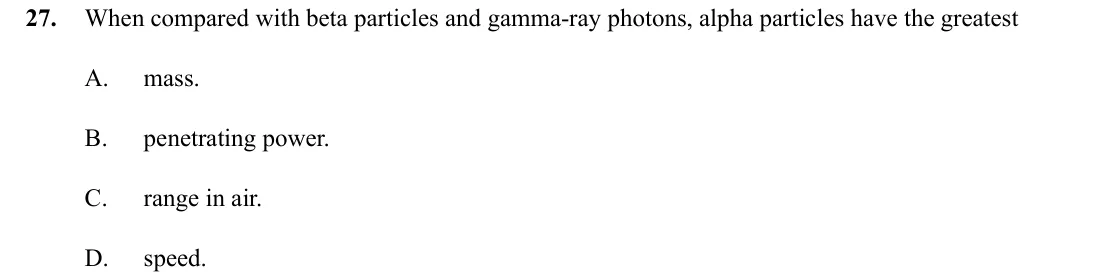 27. When compared with beta particles and gamma-ray photons, alpha particles have the greatest
A. mass.
B. penetrating power.
C. range in air.
D. speed.